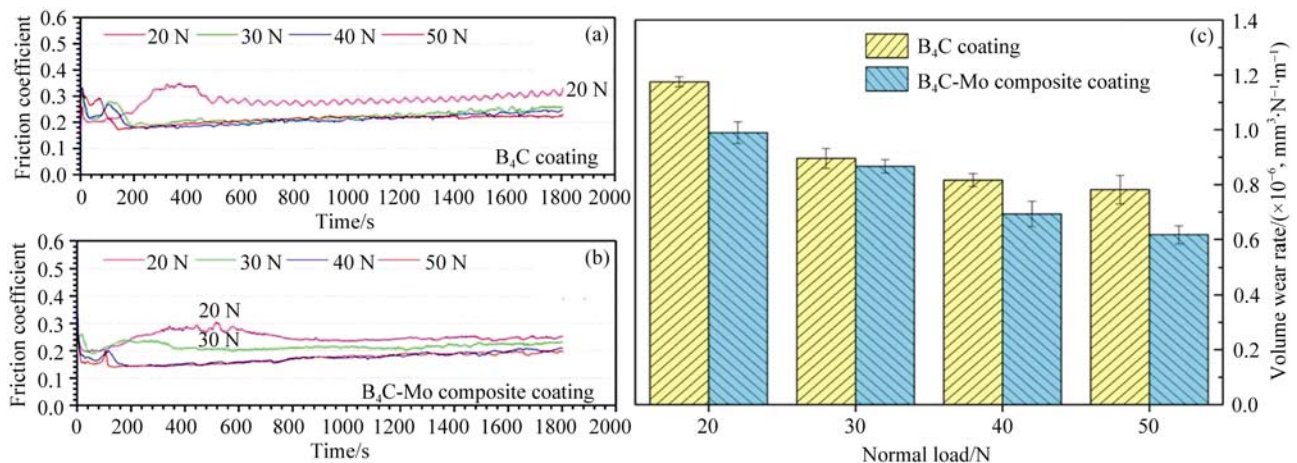 0.6
0.5
0.4
0.3
0.2
0.1
0.0
Friction coefficient
20 N 30 N 40 N 50 N
(a)
20 N
B₄C coating
0 200 400 600 800 1000 1200 1400 1600 1800 2000
Time/s
0.6
0.5
0.4
0.3
0.2
0.1
0.0
Friction coefficient
20 N 30 N 40 N 50 N
(b)
20 N
30 N
B₄C-Mo composite coating
0 200 400 600 800 1000 1200 1400 1600 1800 2000
Time/s
(c)
B₄C coating
B₄C-Mo composite coating
1.4
1.2
1.0
0.8
0.6
0.4
0.2
0.0
Volume wear rate/(×10⁻⁶, mm³·N⁻¹·m⁻¹)
20 30 40 50
Normal load/N